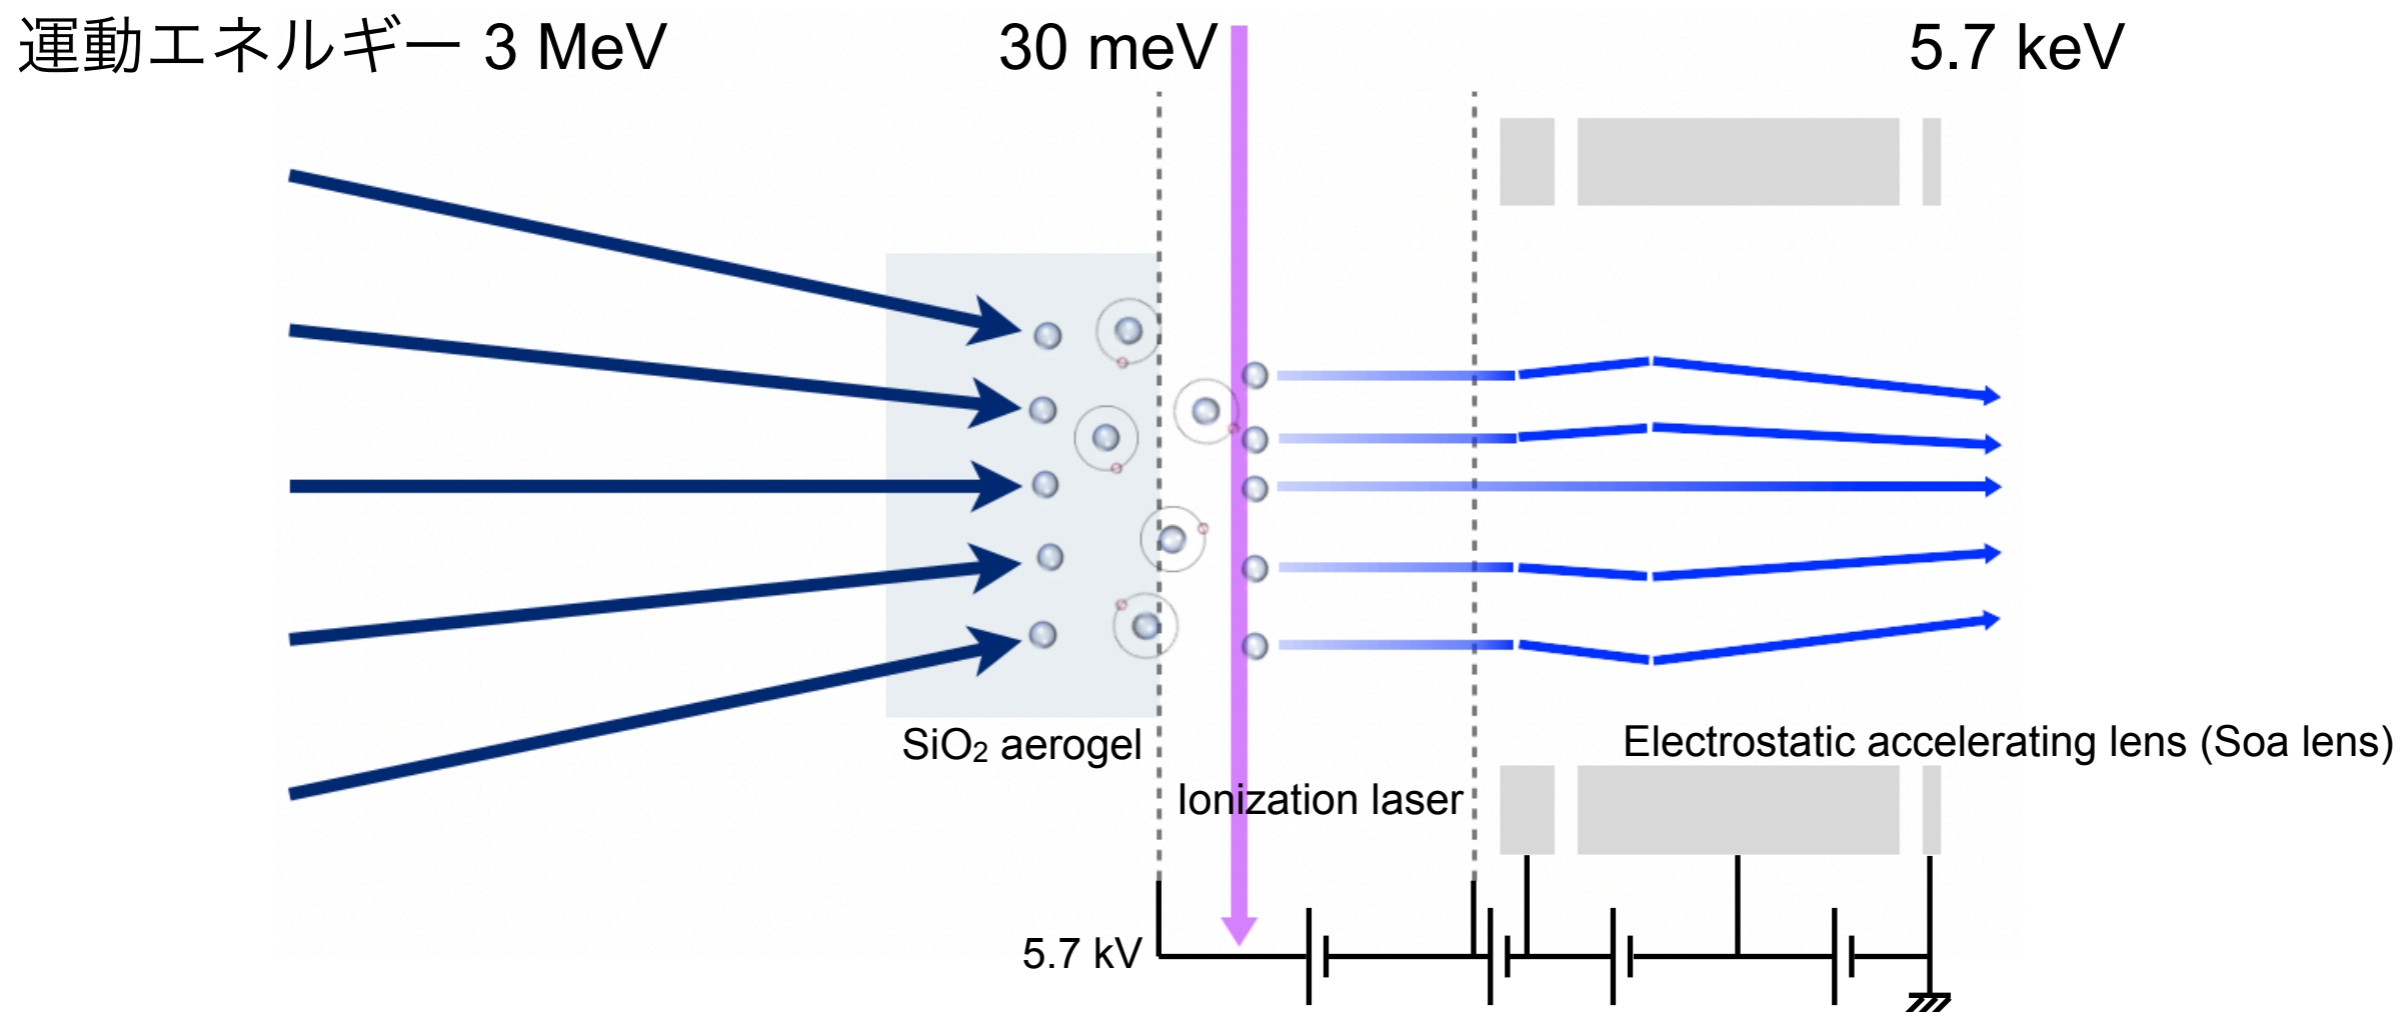 運動エネルギー 3 MeV
30 meV
5.7 keV
SiO₂ aerogel
Electrostatic accelerating lens (Soa lens)
Ionization laser
5.7 kV